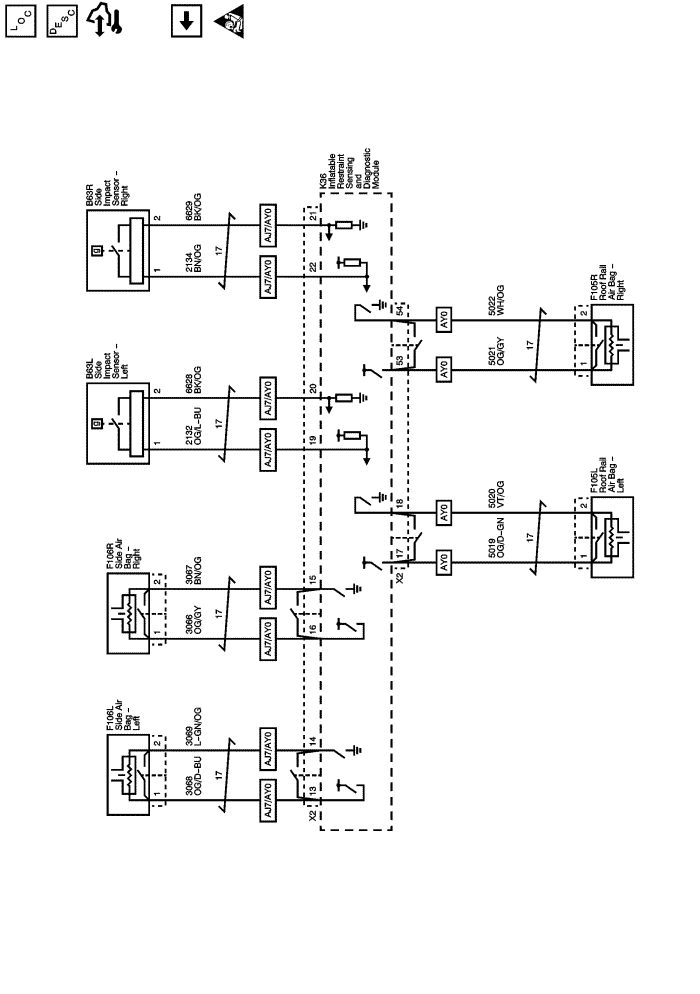 LOC
DESC
B63R
Side
Impact
Sensor –
Right
g
1
2
2134
BN/OG
6629
BK/OG
17
AJ7/AY0
AJ7/AY0
22
21
K36
Inflatable
Restraint
Sensing
and
Diagnostic
Module
B63L
Side
Impact
Sensor –
Left
g
1
2
2132
OG/L–BU
6628
BK/OG
17
AJ7/AY0
AJ7/AY0
19
20
F106R
Side Air
Bag –
Right
1
2
3066
OG/GY
3067
BN/OG
17
AJ7/AY0
AJ7/AY0
16
15
F106L
Side Air
Bag –
Left
1
2
3068
OG/D–BU
3069
L–GN/OG
17
AJ7/AY0
AJ7/AY0
X2
13
14
53
54
AY0
AY0
5021
OG/GY
5022
WH/OG
17
1
2
F105R
Roof Rail
Air Bag –
Right
X2
17
18
AY0
AY0
5019
OG/D–GN
5020
VT/OG
17
1
2
F105L
Roof Rail
Air Bag –
Left